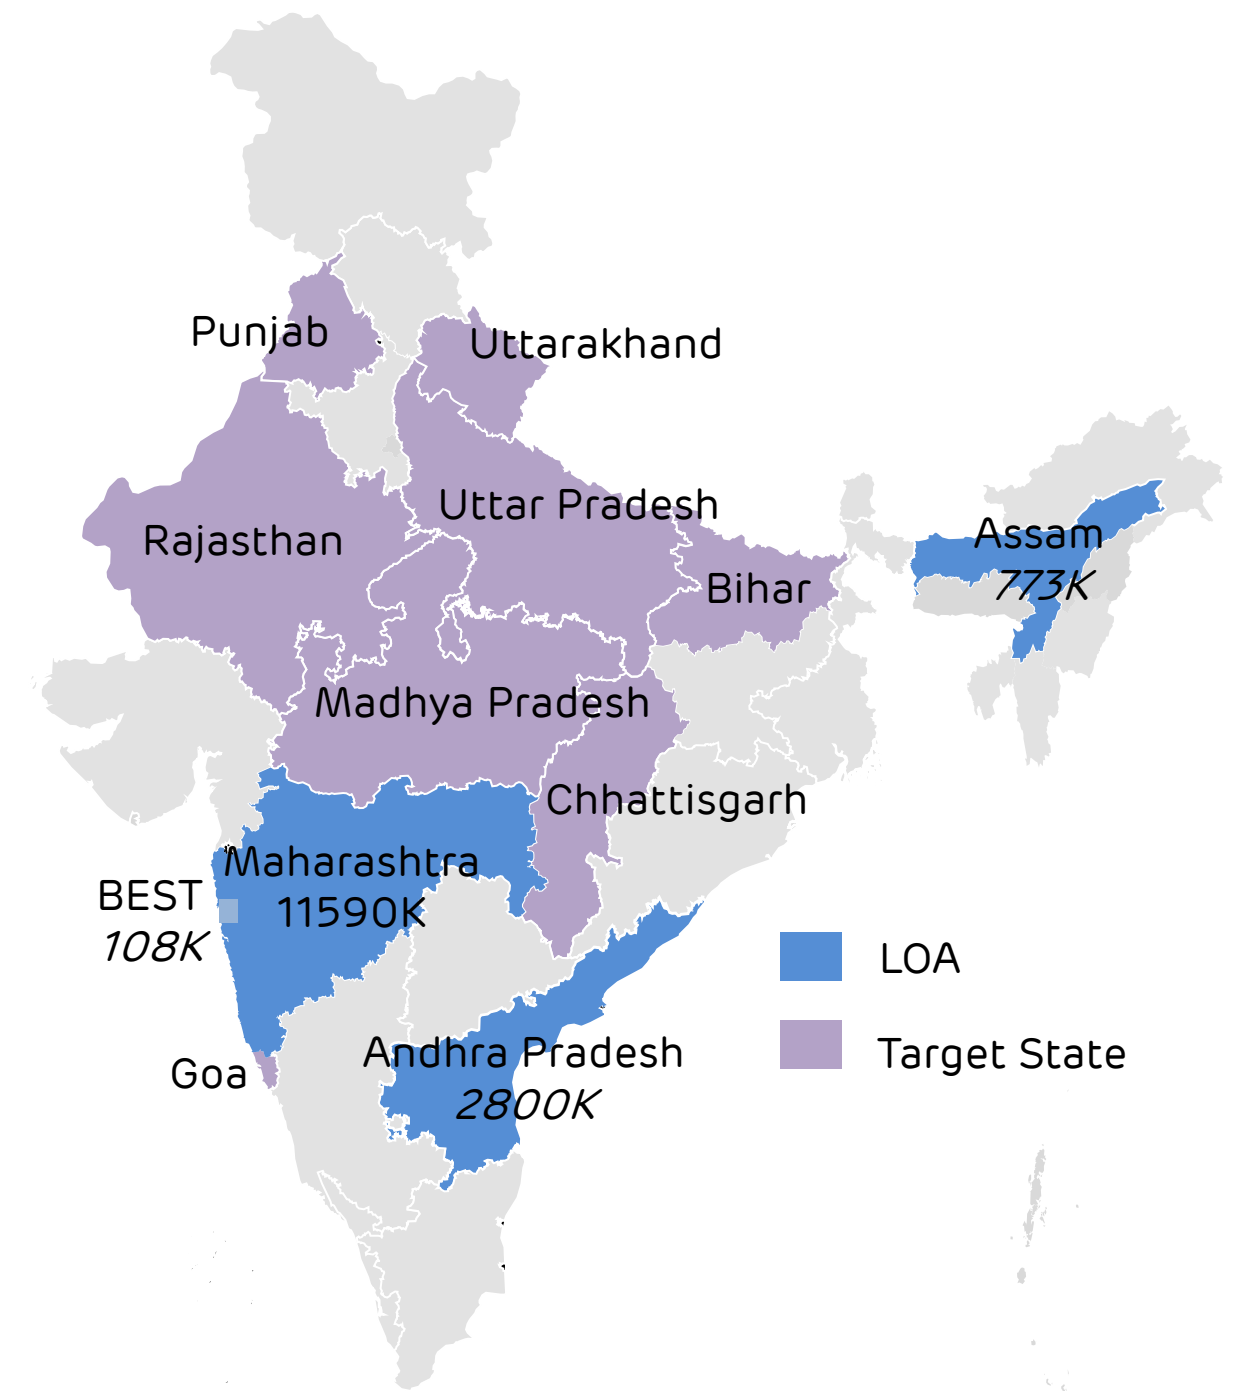 Punjab
Uttarakhand
Uttar Pradesh
Rajasthan
Assam
773K
Bihar
Madhya Pradesh
Chhattisgarh
Maharashtra
11590K
BEST
108K
LOA
Andhra Pradesh
2800K
Goa
Target State